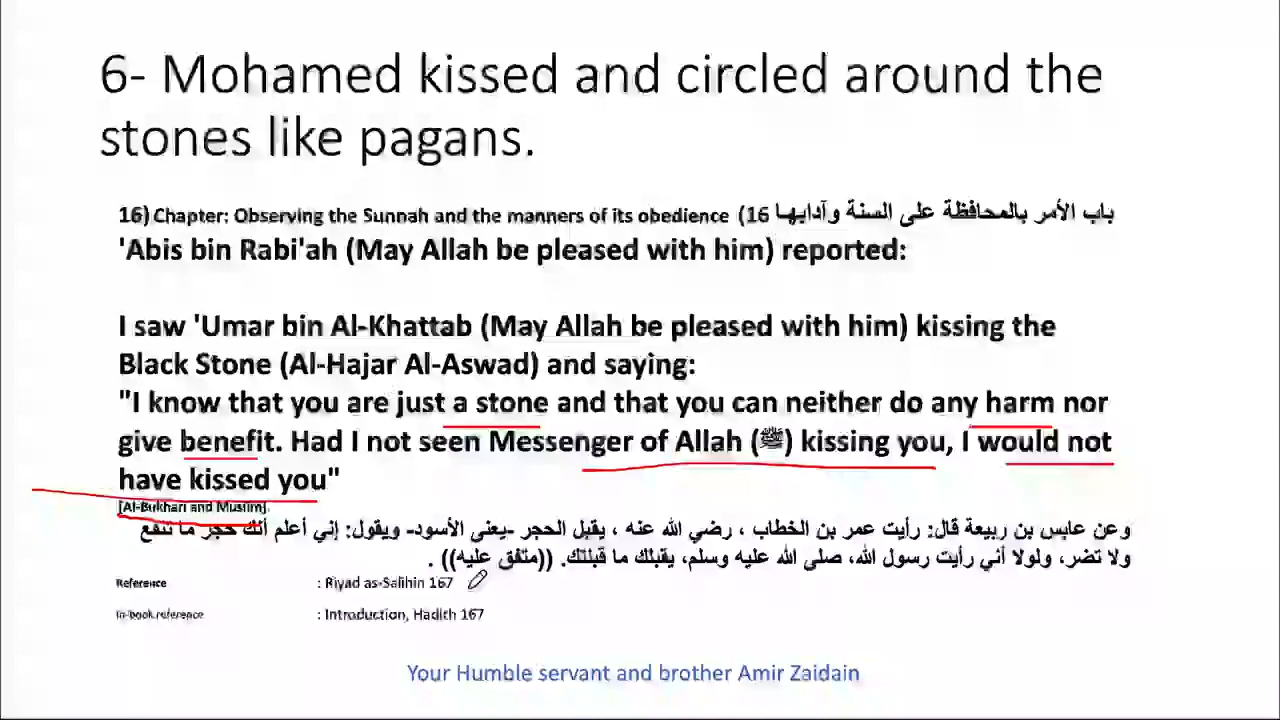 6- Mohamed kissed and circled around the
stones like pagans.
16) Chapter: Observing the Sunnah and the manners of its obedience (16 باب الأمر بالمحافظة على السنة وآدابها
'Abis bin Rabi'ah (May Allah be pleased with him) reported:
I saw 'Umar bin Al-Khattab (May Allah be pleased with him) kissing the
Black Stone (Al-Hajar Al-Aswad) and saying:
"I know that you are just a stone and that you can neither do any harm nor
give benefit. Had I not seen Messenger of Allah (ﷺ) kissing you, I would not
have kissed you"
[Al-Bukhari and Muslim].
وعن عابس بن ربيعة قال: رأيت عمر بن الخطاب ، رضي الله عنه ، يقبل الحجر -يعنى الأسود- ويقول: إني أعلم أنك حجر ما تنفع
ولا تضر، ولولا أني رأيت رسول الله، صلى الله عليه وسلم، يقبلك ما قبلتك. ((متفق عليه)) .
Reference : Riyad as-Salihin 167
In-book reference : Introduction, Hadith 167
Your Humble servant and brother Amir Zaidain